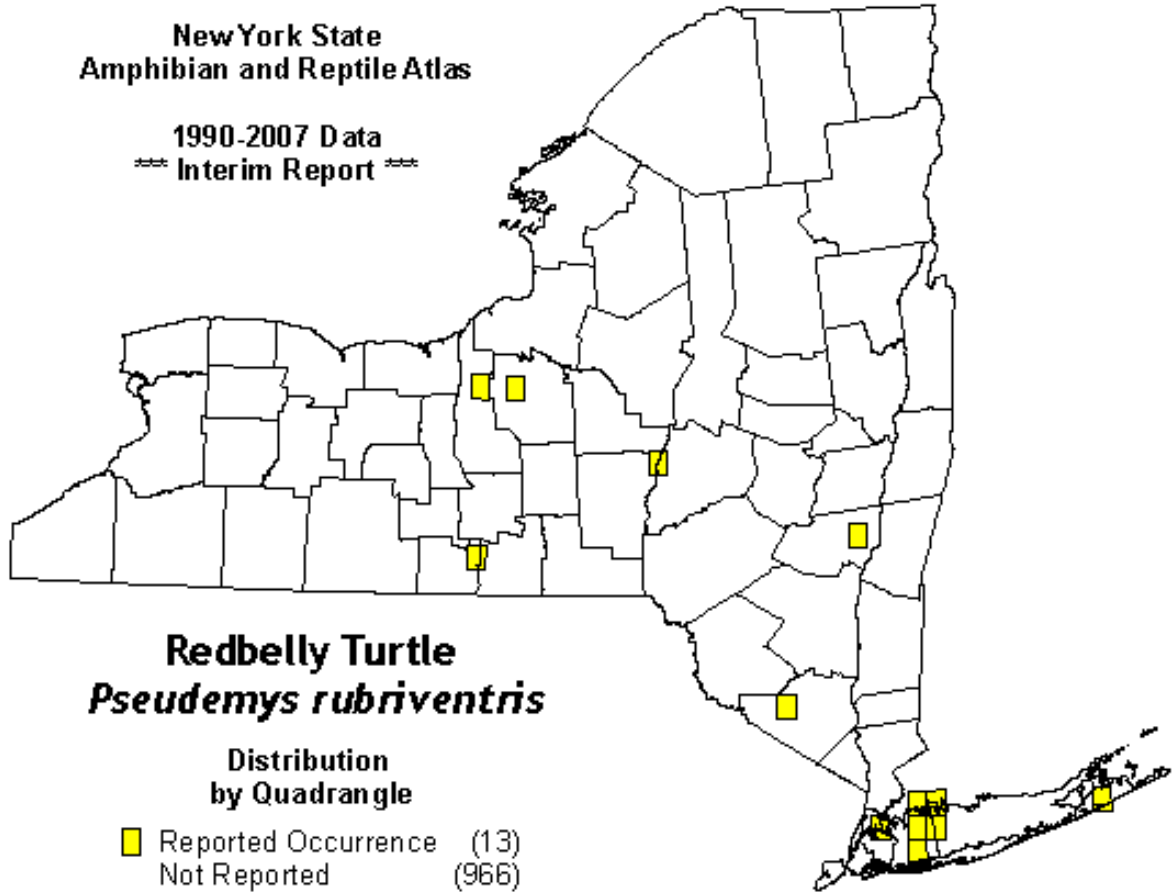 New York State
Amphibian and Reptile Atlas
1990-2007 Data
*** Interim Report ***
Redbelly Turtle
Pseudemys rubriventris
Distribution
by Quadrangle
Reported Occurrence (13)
Not Reported (966)